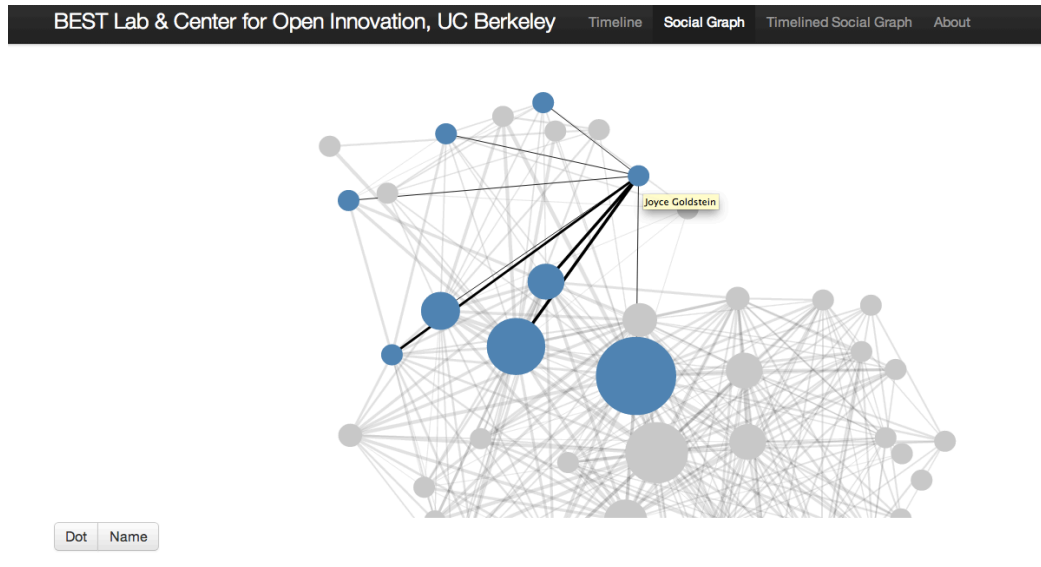 BEST Lab & Center for Open Innovation, UC Berkeley Timeline Social Graph Timelined Social Graph About
Joyce Goldstein
Dot Name